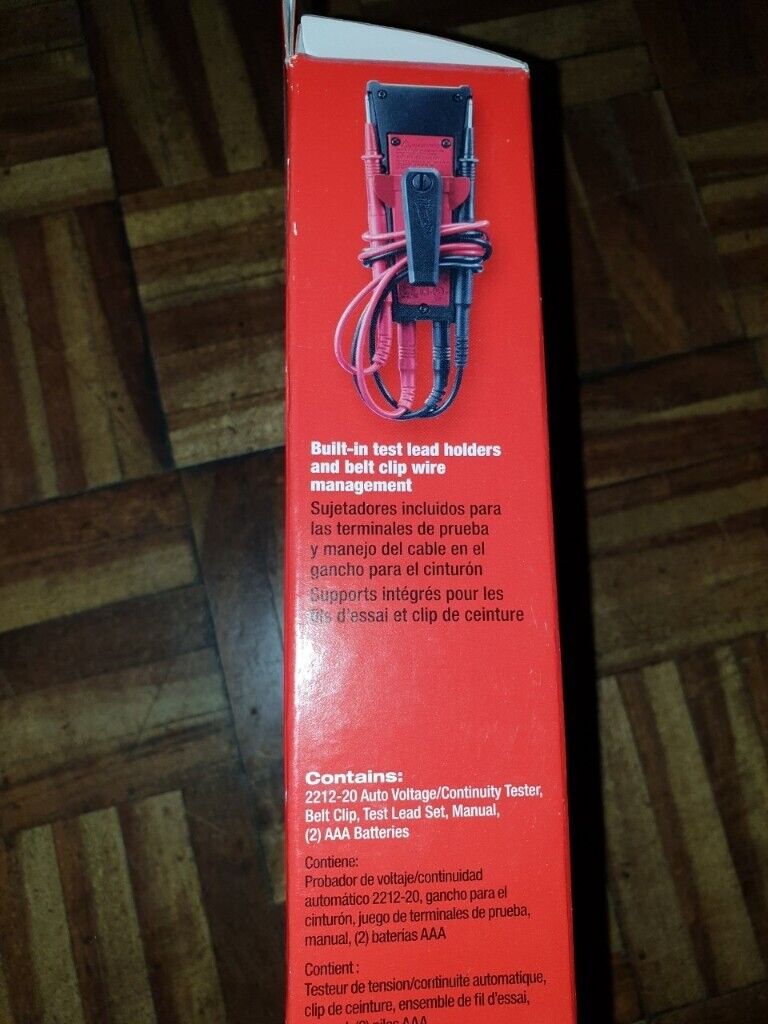 Built-in test lead holders
and belt clip wire
management
Sujetadores incluidos para
las terminales de prueba
y manejo del cable en el
gancho para el cinturón
Supports intégrés pour les
fils d'essai et clip de ceinture
Contains:
2212-20 Auto Voltage/Continuity Tester,
Belt Clip, Test Lead Set, Manual,
(2) AAA Batteries
Contiene:
Probador de voltaje/continuidad
automático 2212-20, gancho para el
cinturón, juego de terminales de prueba,
manual, (2) baterías AAA
Contient :
Testeur de tension/continuité automatique,
clip de ceinture, ensemble de fil d'essai,
(2) piles AAA